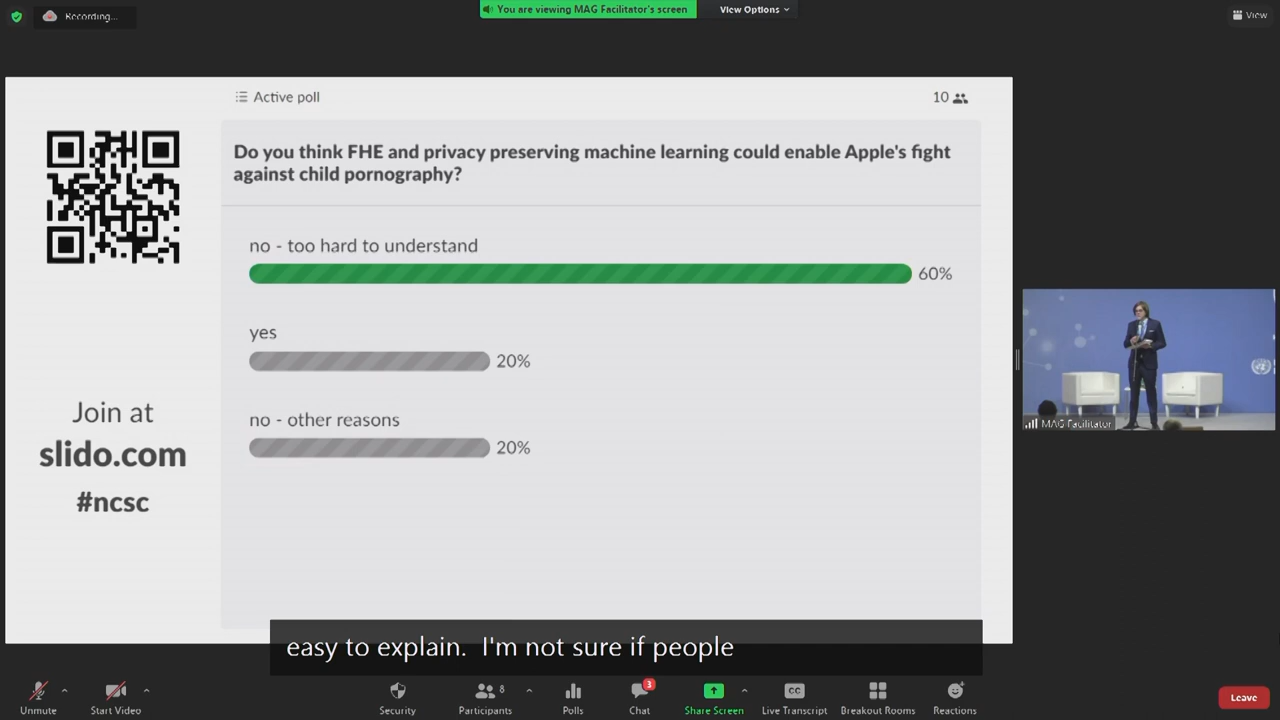 Recording...
You are viewing MAG Facilitator's screen
View Options
View
Active poll
10
Do you think FHE and privacy preserving machine learning could enable Apple's fight
against child pornography?
no - too hard to understand
60%
yes
20%
no - other reasons
20%
Join at
slido.com
#ncsc
MAG Facilitator
easy to explain. I'm not sure if people
Unmute
Start Video
Security
Participants
8
Polls
Chat
3
Share Screen
CC
Live Transcript
Breakout Rooms
Reactions
Leave